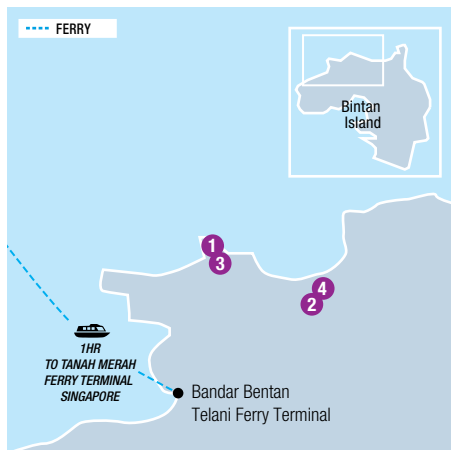 FERRY
Bintan
Island
1
3
4
2
1HR
TO TANAH MERAH
FERRY TERMINAL
SINGAPORE
Bandar Bentan
Telani Ferry Terminal